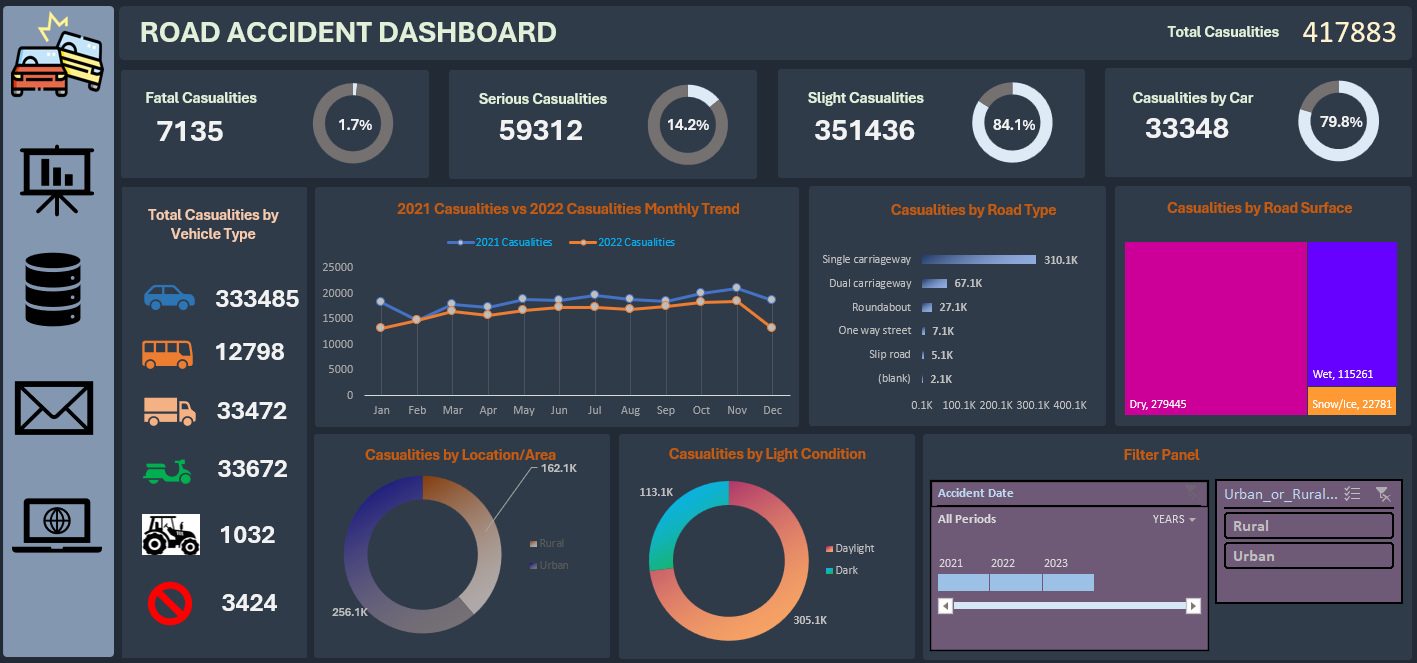 ROAD ACCIDENT DASHBOARD
Total Casualities 417883
Fatal Casualities
7135
1.7%
Serious Casualities
59312
14.2%
Slight Casualities
351436
84.1%
Casualities by Car
33348
79.8%
Total Casualities by
Vehicle Type
333485
12798
33472
33672
1032
3424
2021 Casualities vs 2022 Casualities Monthly Trend
2021 Casualities 2022 Casualities
25000
20000
15000
10000
5000
0
Jan Feb Mar Apr May Jun Jul Aug Sep Oct Nov Dec
Casualities by Road Type
Single carriageway 310.1K
Dual carriageway 67.1K
Roundabout 27.1K
One way street 7.1K
Slip road 5.1K
(blank) 2.1K
0.1K 100.1K 200.1K 300.1K 400.1K
Casualities by Road Surface
Dry, 279445
Wet, 115261
Snow/Ice, 22781
Casualities by Location/Area
162.1K
256.1K
Rural
Urban
Casualities by Light Condition
113.1K
305.1K
Daylight
Dark
Filter Panel
Accident Date
All Periods YEARS
2021 2022 2023
Urban_or_Rural...
Rural
Urban